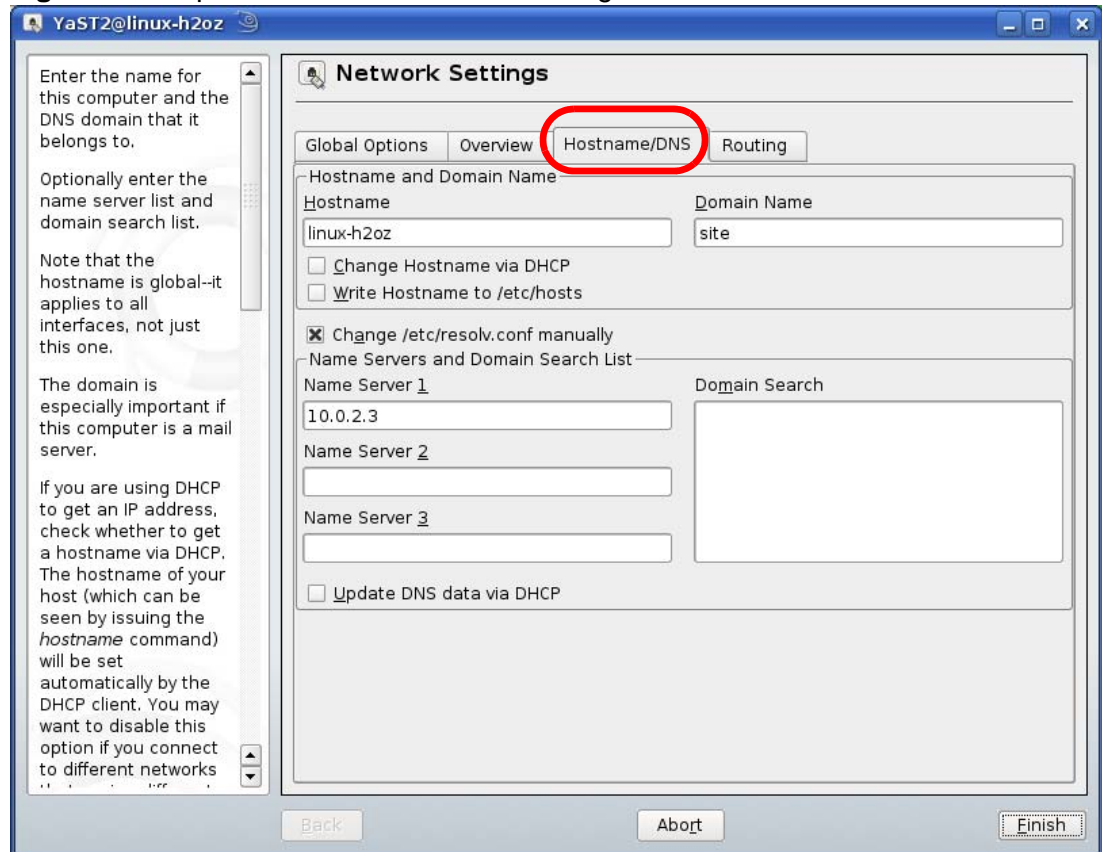 YaST2@linux-h2oz
Enter the name for
this computer and the
DNS domain that it
belongs to.
Optionally enter the
name server list and
domain search list.
Note that the
hostname is global--it
applies to all
interfaces, not just
this one.
The domain is
especially important if
this computer is a mail
server.
If you are using DHCP
to get an IP address,
check whether to get
a hostname via DHCP.
The hostname of your
host (which can be
seen by issuing the
hostname command)
will be set
automatically by the
DHCP client. You may
want to disable this
option if you connect
to different networks
Network Settings
Global Options Overview Hostname/DNS Routing
Hostname and Domain Name
Hostname Domain Name
linux-h2oz site
Change Hostname via DHCP
Write Hostname to /etc/hosts
Change /etc/resolv.conf manually
Name Servers and Domain Search List
Name Server 1 Domain Search
10.0.2.3
Name Server 2
Name Server 3
Update DNS data via DHCP
Back Abort Finish